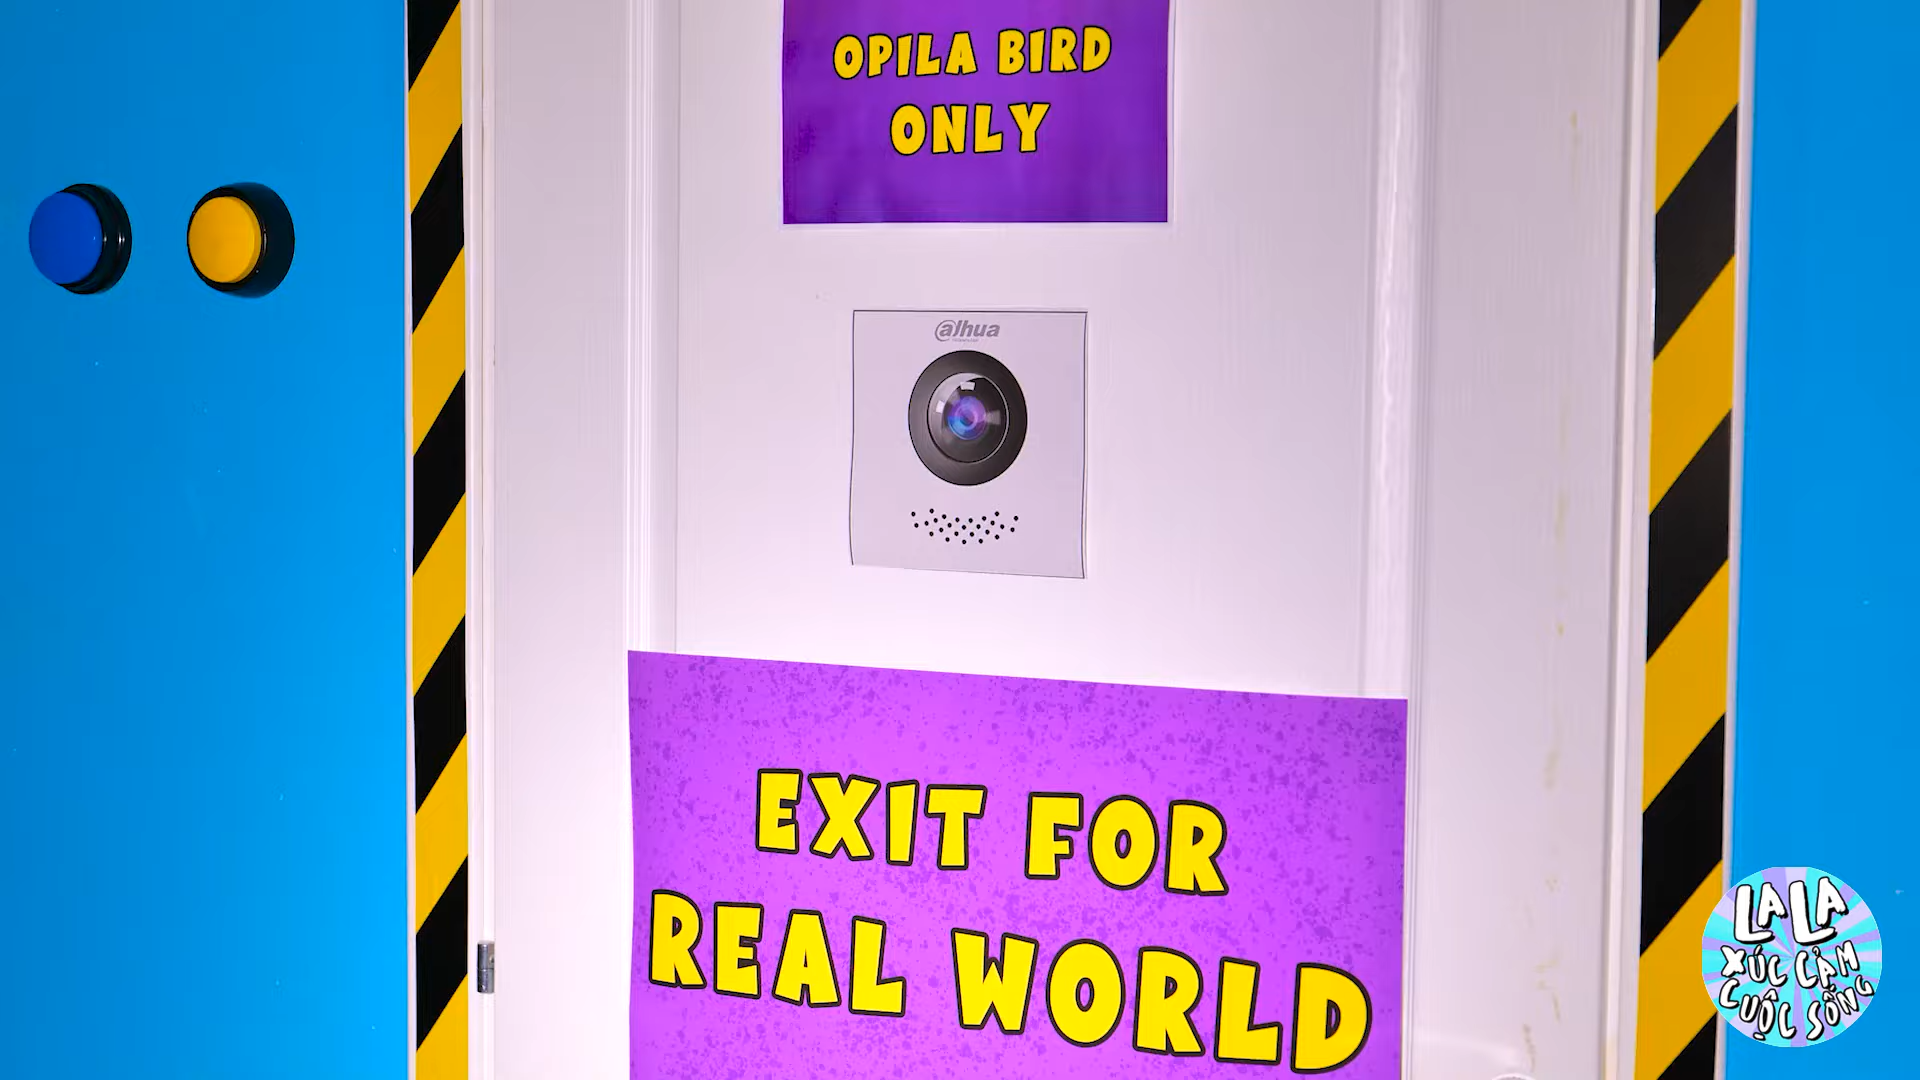 OPILA BIRD
ONLY
alhua
EXIT FOR
REAL WORLD
LALA
XÚC CẢM
CUỘC SỐNG